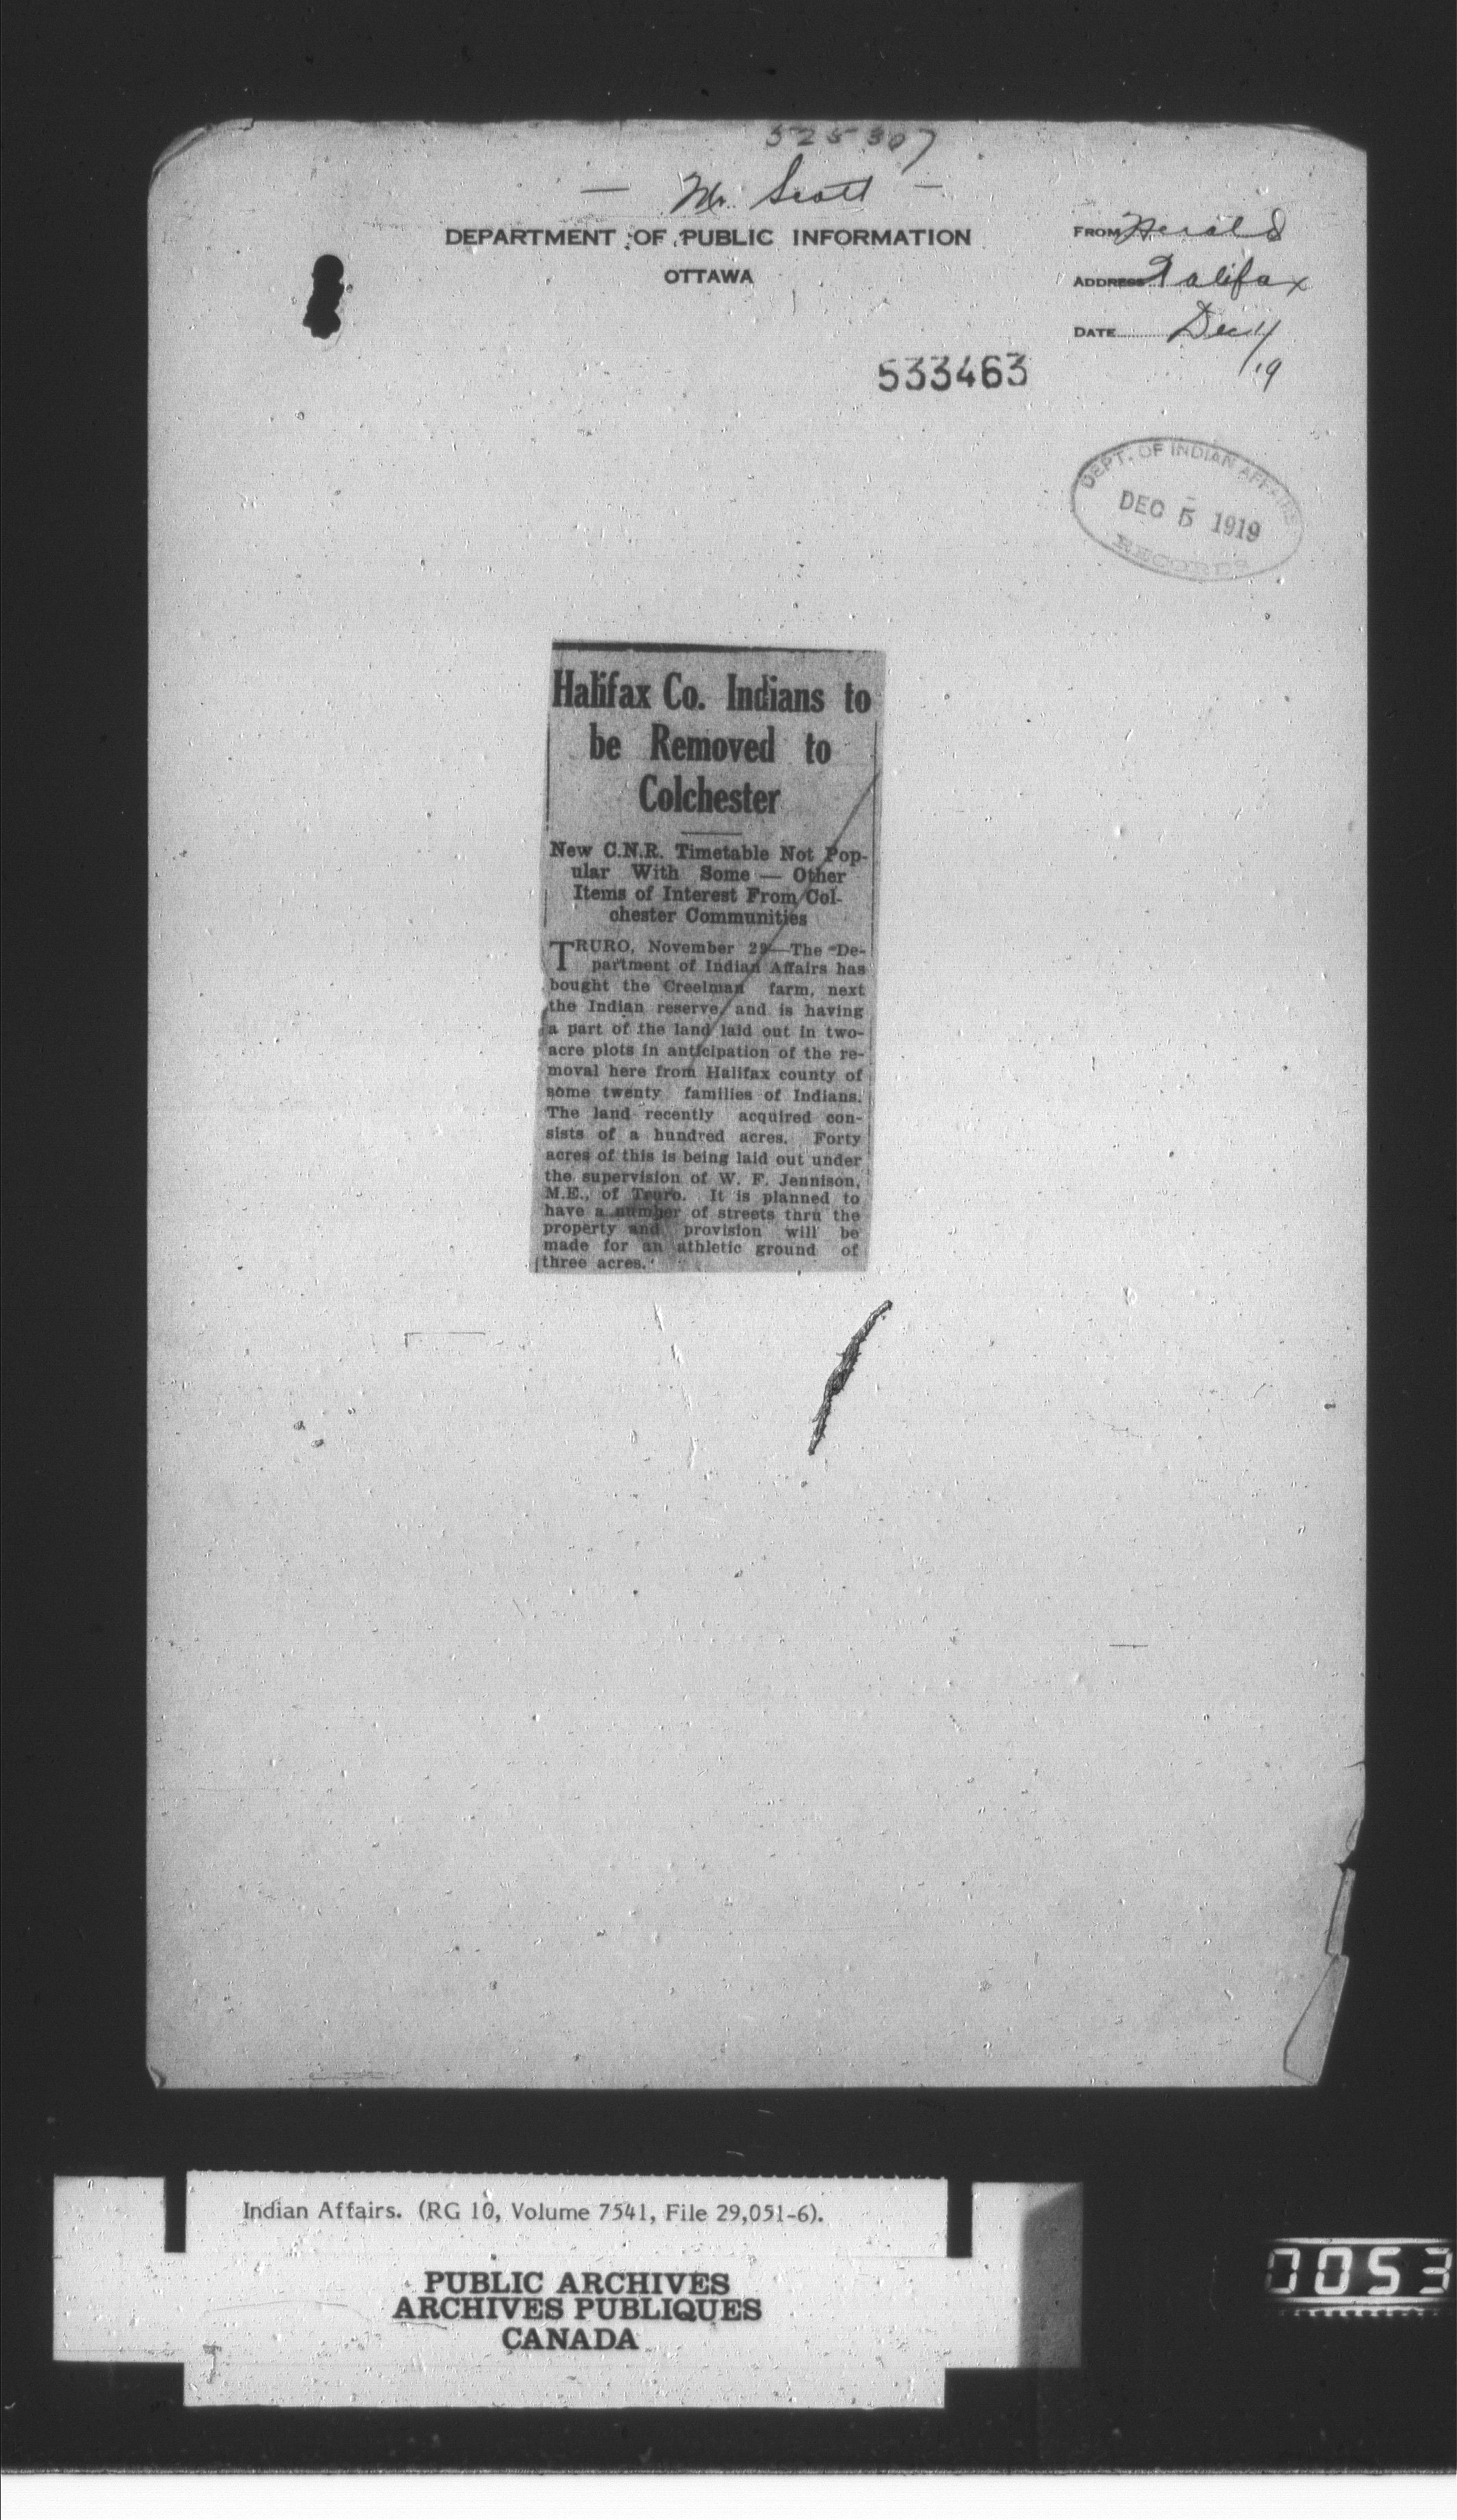 525307
— Mr. Scott —
DEPARTMENT OF PUBLIC INFORMATION
OTTAWA
FROM Herald
ADDRESS Halifax
DATE Dec 1/19
533463
DEPT. OF INDIAN AFFAIRS
DEC 5 1919
RECORDS
Halifax Co. Indians to
be Removed to
Colchester
New C.N.R. Timetable Not Pop-
ular With Some — Other
Items of Interest From Col-
chester Communities
TRURO, November 29—The De-
partment of Indian Affairs has
bought the Creelman farm, next
the Indian reserve, and is having
a part of the land laid out in two-
acre plots in anticipation of the re-
moval here from Halifax county of
some twenty families of Indians.
The land recently acquired con-
sists of a hundred acres. Forty
acres of this is being laid out under
the supervision of W. F. Jennison,
M.E., of Truro. It is planned to
have a number of streets thru the
property and provision will be
made for an athletic ground of
three acres.
Indian Affairs. (RG 10, Volume 7541, File 29,051-6).
PUBLIC ARCHIVES
ARCHIVES PUBLIQUES
CANADA
0053